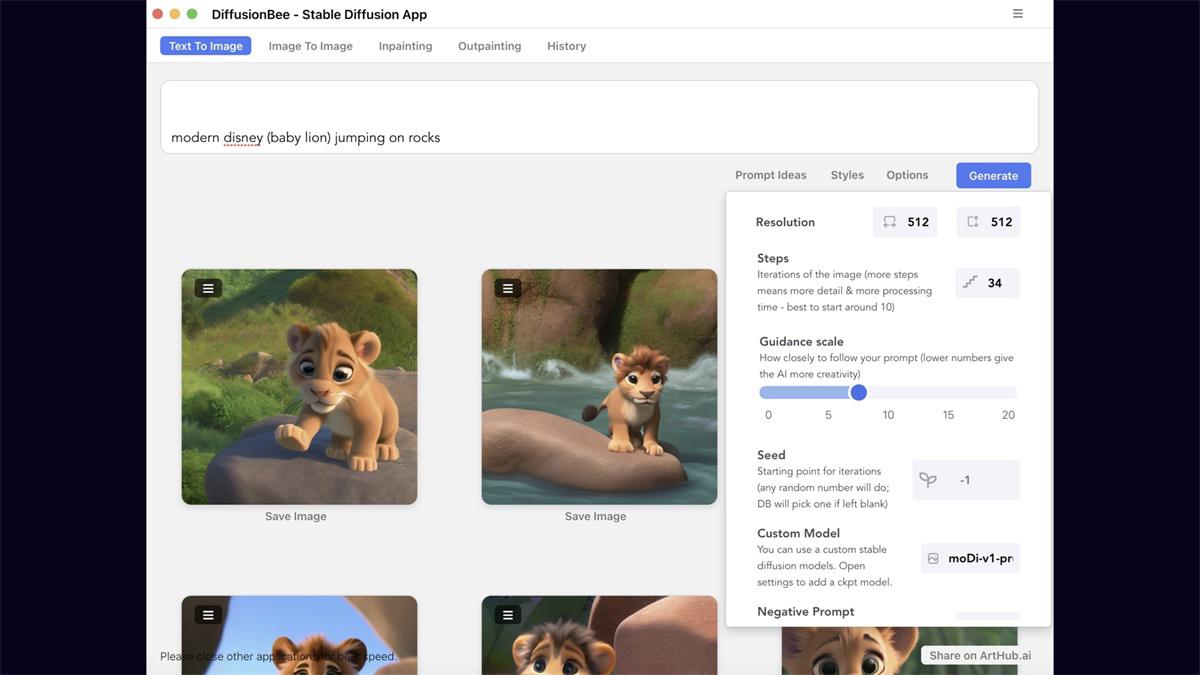 DiffusionBee - Stable Diffusion App
Text To Image
Image To Image
Inpainting
Outpainting
History
modern disney (baby lion) jumping on rocks
Prompt Ideas
Styles
Options
Generate
Resolution
512
512
Steps
Iterations of the image (more steps
means more detail & more processing
time - best to start around 10)
34
Guidance scale
How closely to follow your prompt (lower numbers give
the AI more creativity)
0
5
10
15
20
Seed
Starting point for iterations
(any random number will do;
DB will pick one if left blank)
-1
Custom Model
You can use a custom stable
diffusion models. Open
settings to add a ckpt model.
moDi-v1-pr
Negative Prompt
Save Image
Save Image
Please close other applications for best speed.
Share on ArtHub.ai